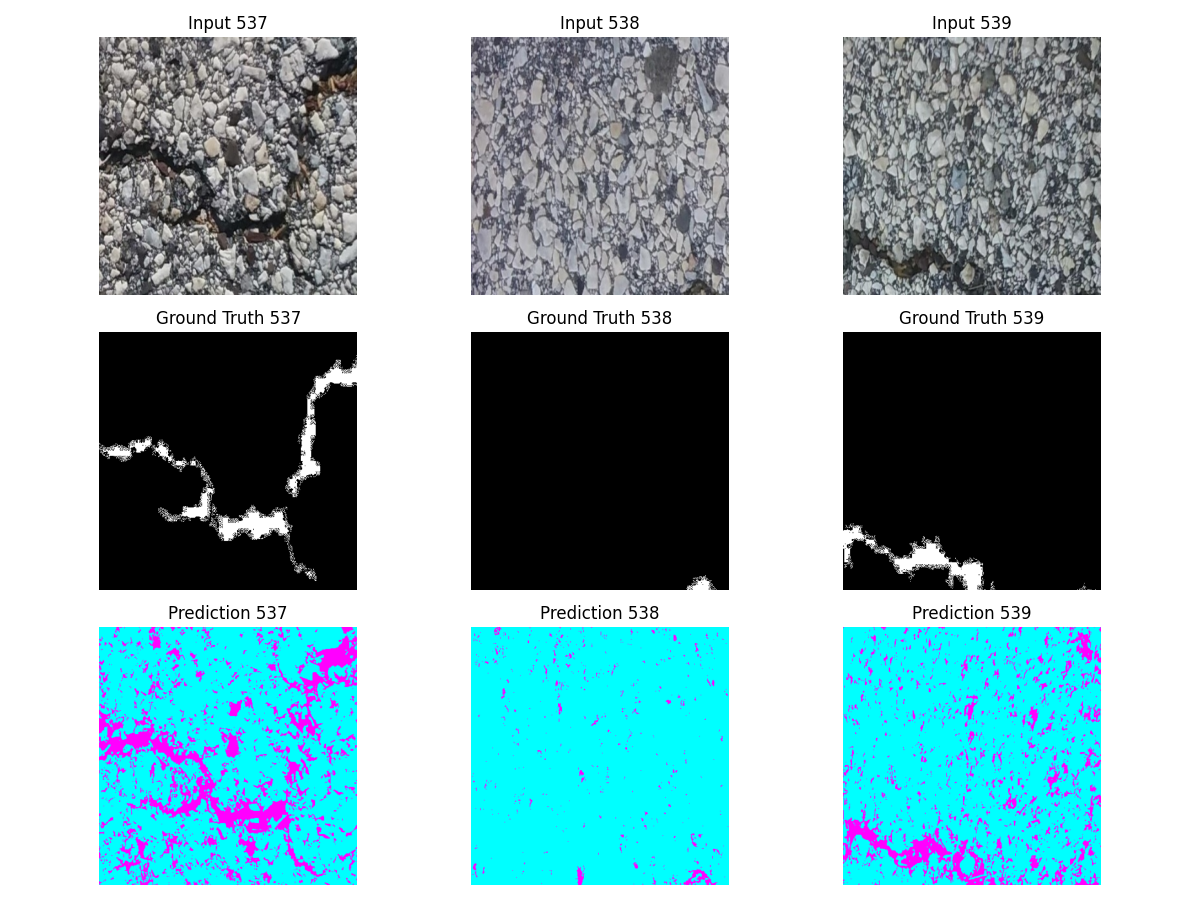 Input 537
Input 538
Input 539
Ground Truth 537
Ground Truth 538
Ground Truth 539
Prediction 537
Prediction 538
Prediction 539